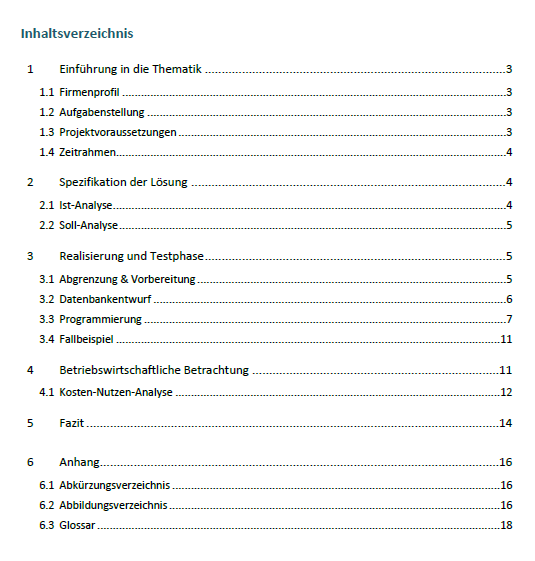 Inhaltsverzeichnis
1 Einführung in die Thematik 3
1.1 Firmenprofil 3
1.2 Aufgabenstellung 3
1.3 Projektvoraussetzungen 3
1.4 Zeitrahmen 4
2 Spezifikation der Lösung 4
2.1 Ist-Analyse 4
2.2 Soll-Analyse 5
3 Realisierung und Testphase 5
3.1 Abgrenzung & Vorbereitung 5
3.2 Datenbankentwurf 6
3.3 Programmierung 7
3.4 Fallbeispiel 11
4 Betriebswirtschaftliche Betrachtung 11
4.1 Kosten-Nutzen-Analyse 12
5 Fazit 14
6 Anhang 16
6.1 Abkürzungsverzeichnis 16
6.2 Abbildungsverzeichnis 16
6.3 Glossar 18